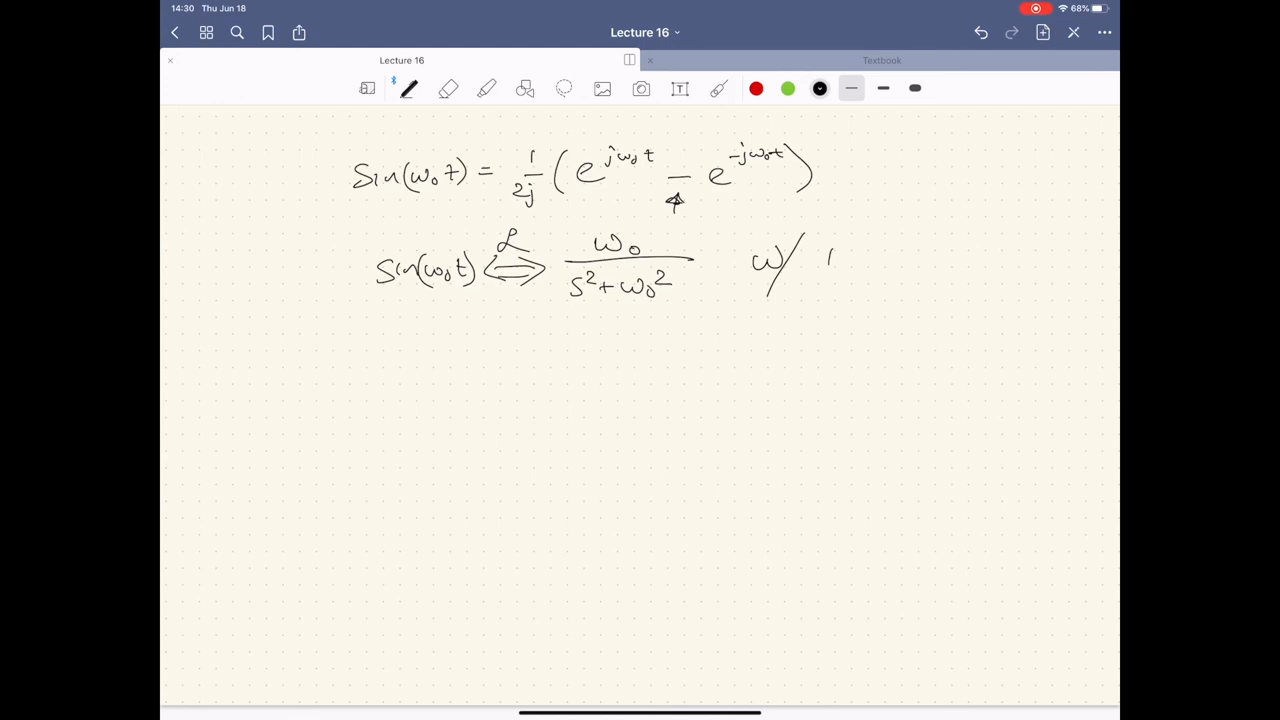 14:30 Thu Jun 18
68%
Lecture 16
Lecture 16
Textbook
T
Sin(ω₀t) = 1/2j (e^{jω₀t} − e^{-jω₀t})
Sin(ω₀t) ℒ⟺ ω₀/(s²+ω₀²) w/